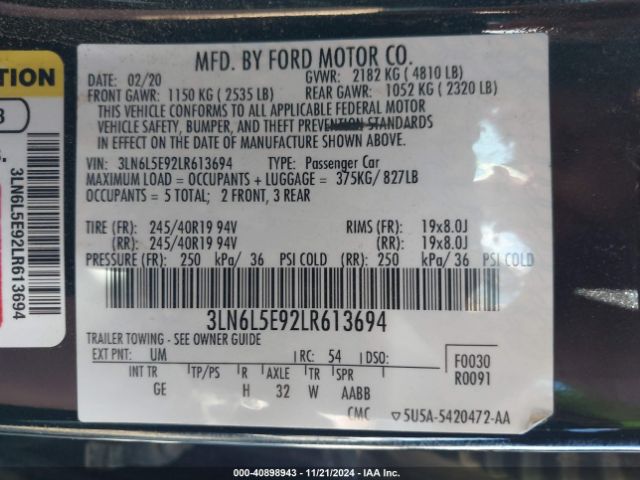 MFD. BY FORD MOTOR CO.
DATE: 02/20 GVWR: 2182 KG ( 4810 LB)
FRONT GAWR: 1150 KG ( 2535 LB) REAR GAWR: 1052 KG ( 2320 LB)
THIS VEHICLE CONFORMS TO ALL APPLICABLE FEDERAL MOTOR
VEHICLE SAFETY, BUMPER, AND THEFT PREVENTION STANDARDS
IN EFFECT ON THE DATE OF MANUFACTURE SHOWN ABOVE.
VIN: 3LN6L5E92LR613694 TYPE: Passenger Car
MAXIMUM LOAD = OCCUPANTS + LUGGAGE = 375KG/ 827LB
OCCUPANTS = 5 TOTAL; 2 FRONT, 3 REAR
TIRE (FR): 245/40R19 94V RIMS (FR): 19x8.0J
(RR): 245/40R19 94V (RR): 19x8.0J
PRESSURE (FR): 250 kPa/ 36 PSI COLD (RR): 250 kPa/ 36 PSI COLD
3LN6L5E92LR613694
TRAILER TOWING - SEE OWNER GUIDE
EXT PNT: UM RC: 54 DSO:
INT TR TP/PS R AXLE TR SPR
GE H 32 W AABB
F0030
R0091
CMC ▽5U5A-5420472-AA
TION
3
3LN6L5E92LR613694
000-40898943 - 11/21/2024 - IAA Inc.